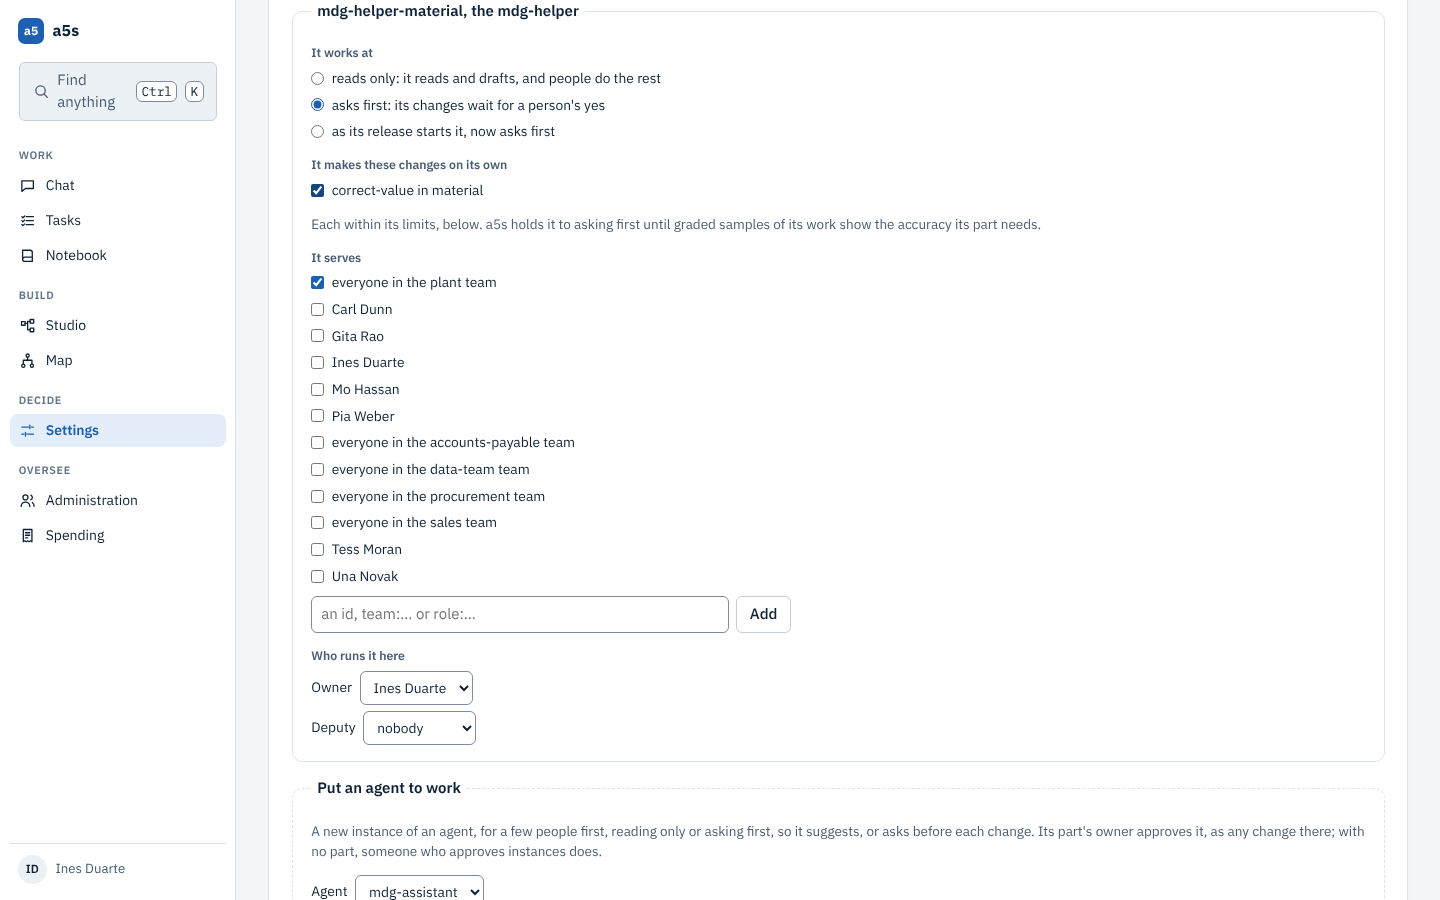 a5 a5s
Find anything Ctrl K
WORK
Chat
Tasks
Notebook
BUILD
Studio
Map
DECIDE
Settings
OVERSEE
Administration
Spending
ID Ines Duarte
mdg-helper-material, the mdg-helper
It works at
reads only: it reads and drafts, and people do the rest
asks first: its changes wait for a person's yes
as its release starts it, now asks first
It makes these changes on its own
correct-value in material
Each within its limits, below. a5s holds it to asking first until graded samples of its work show the accuracy its part needs.
It serves
everyone in the plant team
Carl Dunn
Gita Rao
Ines Duarte
Mo Hassan
Pia Weber
everyone in the accounts-payable team
everyone in the data-team team
everyone in the procurement team
everyone in the sales team
Tess Moran
Una Novak
an id, team:... or role:... Add
Who runs it here
Owner Ines Duarte
Deputy nobody
Put an agent to work
A new instance of an agent, for a few people first, reading only or asking first, so it suggests, or asks before each change. Its part's owner approves it, as any change there; with
no part, someone who approves instances does.
Agent mdg-assistant